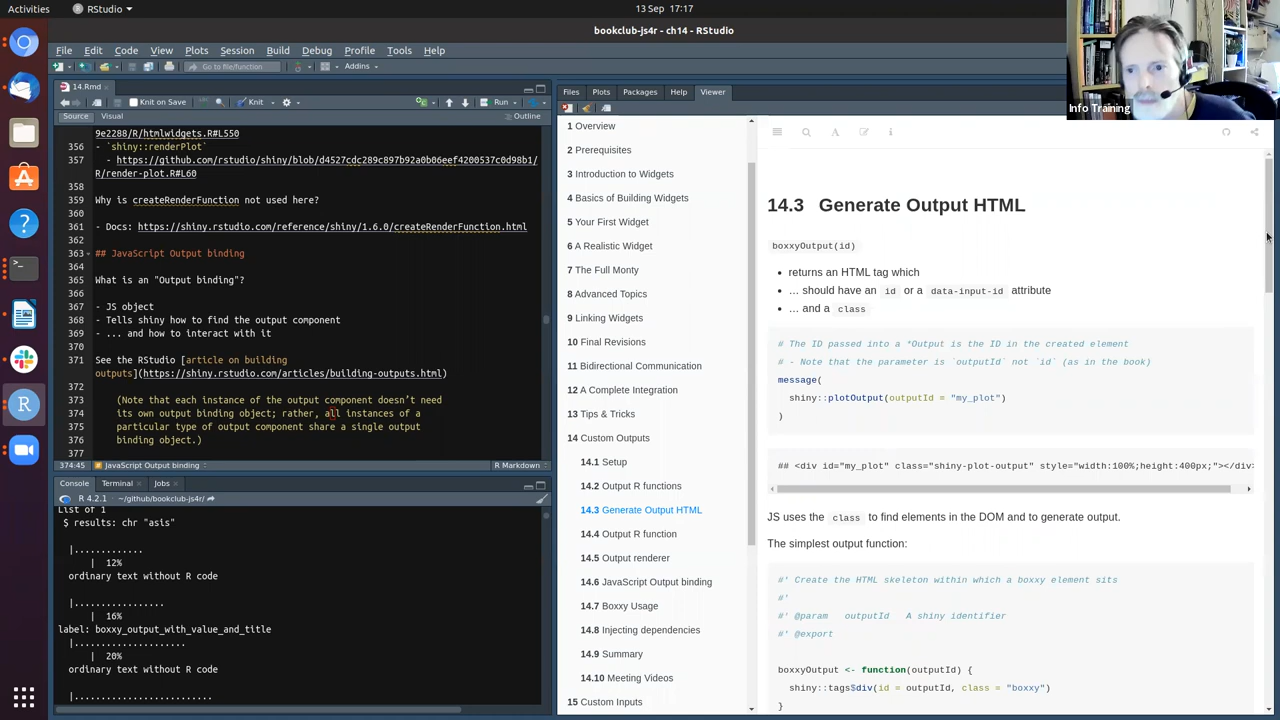 Activities
RStudio
13 Sep 17:17
bookclub-js4r - ch14 - RStudio
File Edit Code View Plots Session Build Debug Profile Tools Help
Go to file/function
Addins
14.Rmd
Knit on Save
Knit
Run
Source Visual
Outline
9e2288/R/htmlwidgets.R#L550
356 - `shiny::renderPlot`
357   - https://github.com/rstudio/shiny/blob/d4527cdc289c897b92a0b06eef4200537c0d98b1/
R/render-plot.R#L60
358
359 Why is createRenderFunction not used here?
360
361 - Docs: https://shiny.rstudio.com/reference/shiny/1.6.0/createRenderFunction.html
362
363 ## JavaScript Output binding
364
365 What is an "Output binding"?
366
367 - JS object
368 - Tells shiny how to find the output component
369 - ... and how to interact with it
370
371 See the RStudio [article on building
outputs](https://shiny.rstudio.com/articles/building-outputs.html)
372
373 (Note that each instance of the output component doesn’t need
374 its own output binding object; rather, all instances of a
375 particular type of output component share a single output
376 binding object.)
377
374:45
JavaScript Output binding
R Markdown
Console Terminal Jobs
R 4.2.1 · ~/github/bookclub-js4r/
List of 1
$ results: chr "asis"
|.............
| 12%
ordinary text without R code
|.................
| 16%
label: boxxy_output_with_value_and_title
|.....................
| 20%
ordinary text without R code
|..........................
Files Plots Packages Help Viewer
1 Overview
2 Prerequisites
3 Introduction to Widgets
4 Basics of Building Widgets
5 Your First Widget
6 A Realistic Widget
7 The Full Monty
8 Advanced Topics
9 Linking Widgets
10 Final Revisions
11 Bidirectional Communication
12 A Complete Integration
13 Tips & Tricks
14 Custom Outputs
14.1 Setup
14.2 Output R functions
14.3 Generate Output HTML
14.4 Output R function
14.5 Output renderer
14.6 JavaScript Output binding
14.7 Boxxy Usage
14.8 Injecting dependencies
14.9 Summary
14.10 Meeting Videos
15 Custom Inputs
14.3 Generate Output HTML
boxxyOutput(id)
• returns an HTML tag which
• … should have an id or a data-input-id attribute
• … and a class
# The ID passed into a *Output is the ID in the created element
# - Note that the parameter is `outputId` not `id` (as in the book)
message(
shiny::plotOutput(outputId = "my_plot")
)
## <div id="my_plot" class="shiny-plot-output" style="width:100%;height:400px;"></div>
JS uses the class to find elements in the DOM and to generate output.
The simplest output function:
#' Create the HTML skeleton within which a boxxy element sits
#'
#' @param outputId A shiny identifier
#' @export
boxxyOutput <- function(outputId) {
shiny::tags$div(id = outputId, class = "boxxy")
}
Info Training